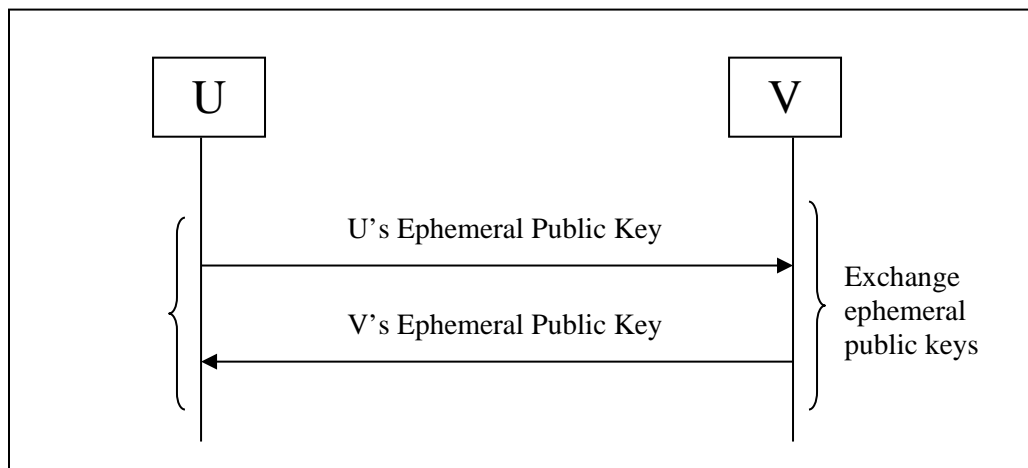 U
V
U’s Ephemeral Public Key
V’s Ephemeral Public Key
Exchange
ephemeral
public keys